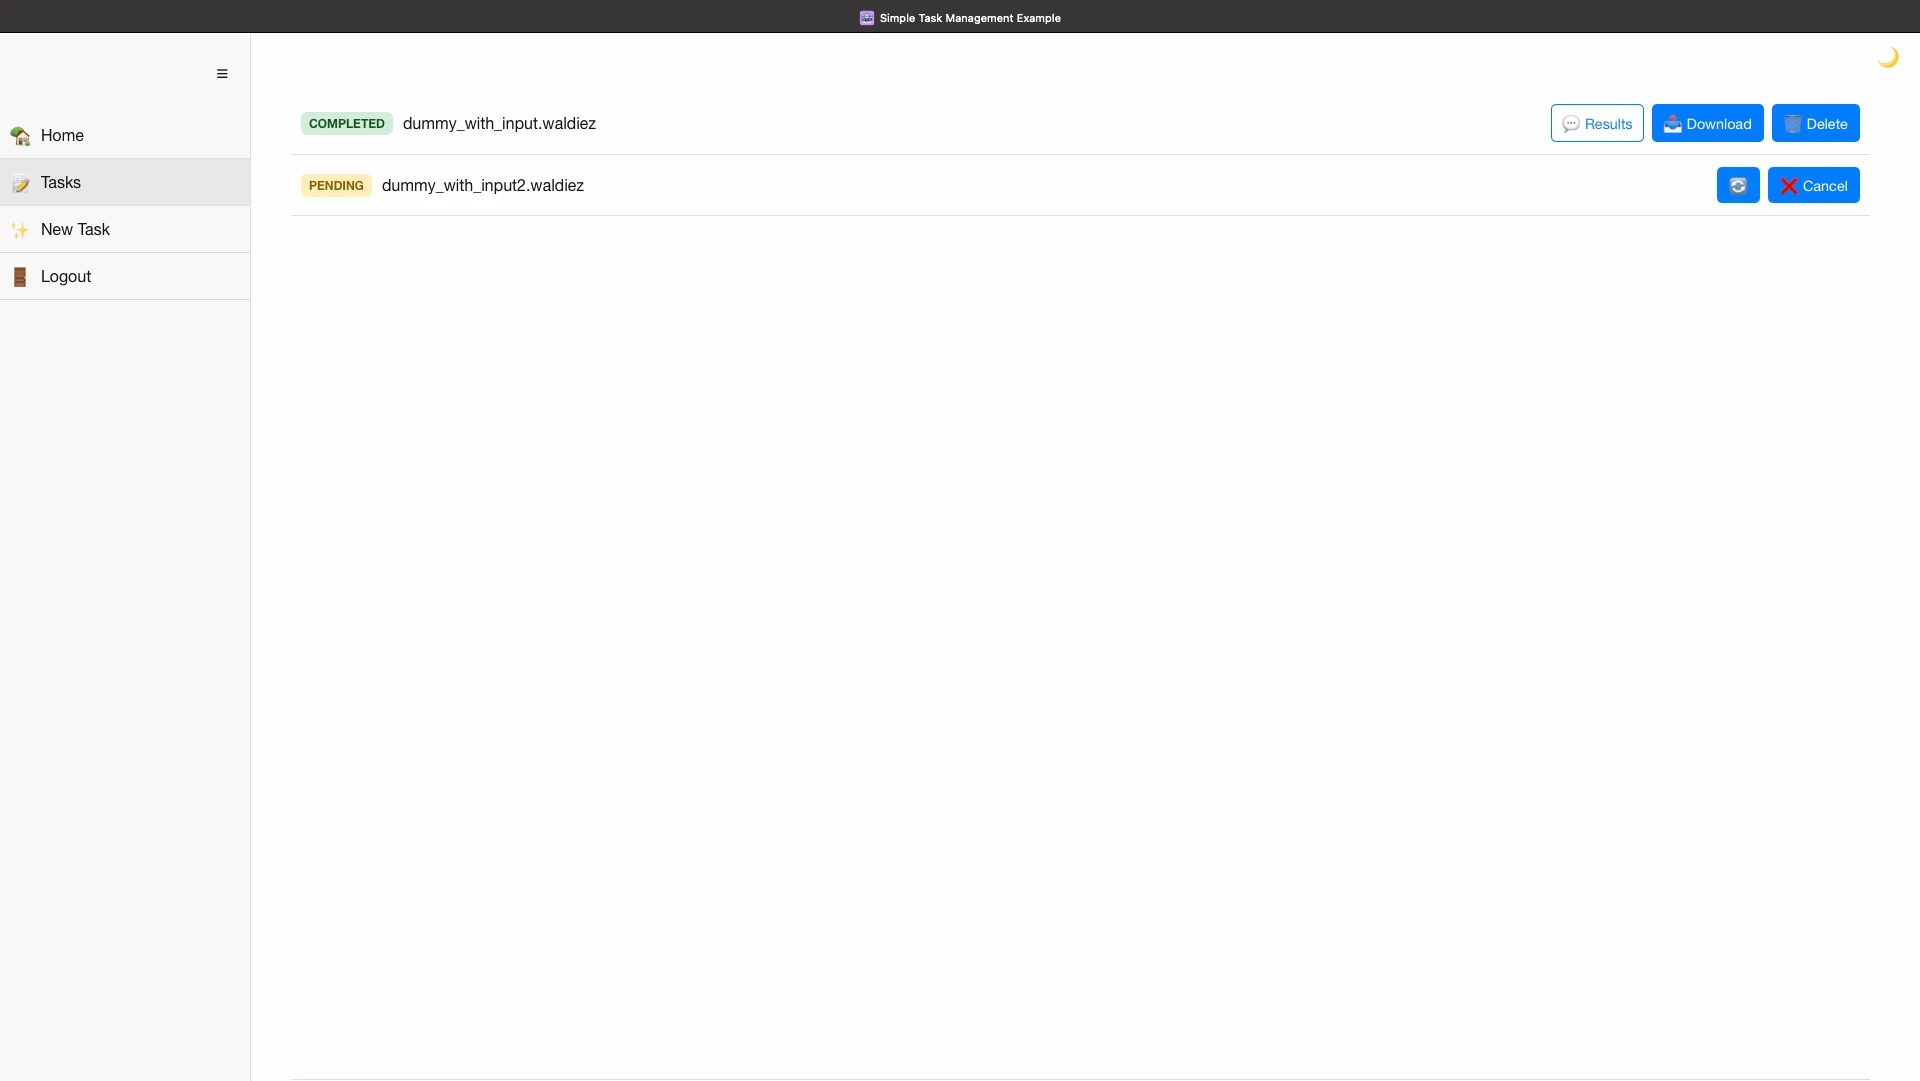 Simple Task Management Example
Home
Tasks
New Task
Logout
COMPLETED dummy_with_input.waldiez Results Download Delete
PENDING dummy_with_input2.waldiez Cancel